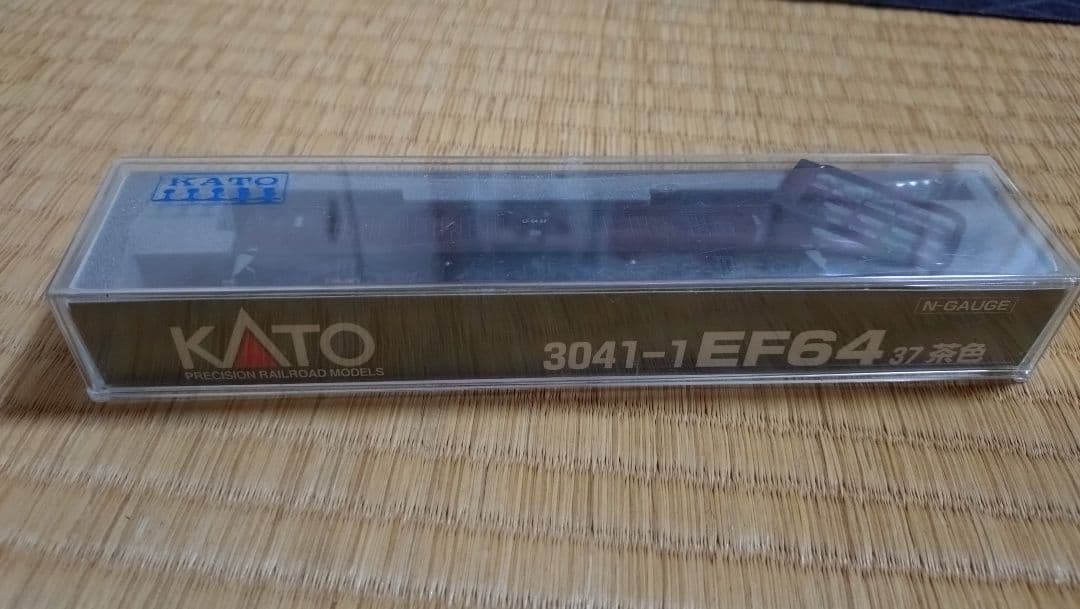 KATO
N-GAUGE
KATO
PRECISION RAILROAD MODELS
3041-1 EF64 37 茶色